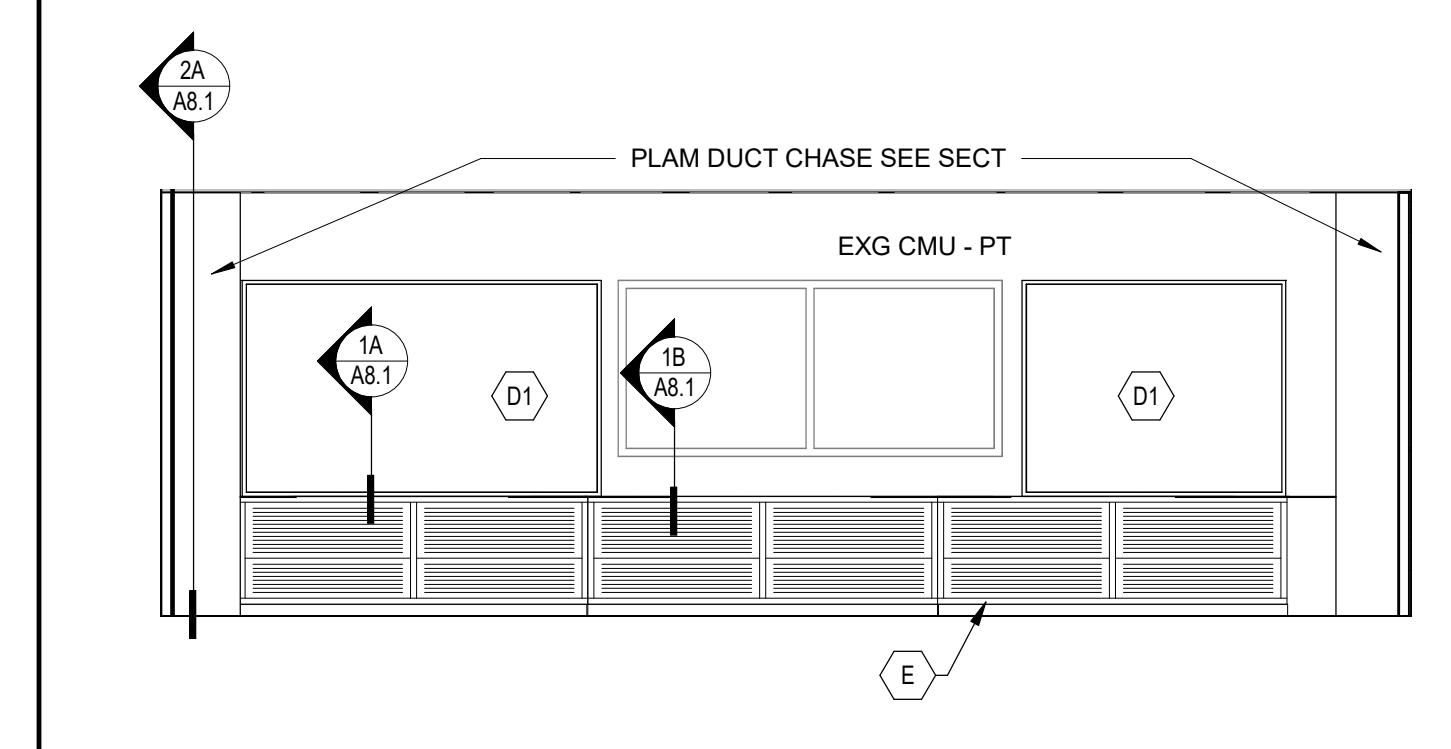 2A
A8.1
PLAM DUCT CHASE SEE SECT
EXG CMU - PT
1A
A8.1
1B
A8.1
D1
D1
E